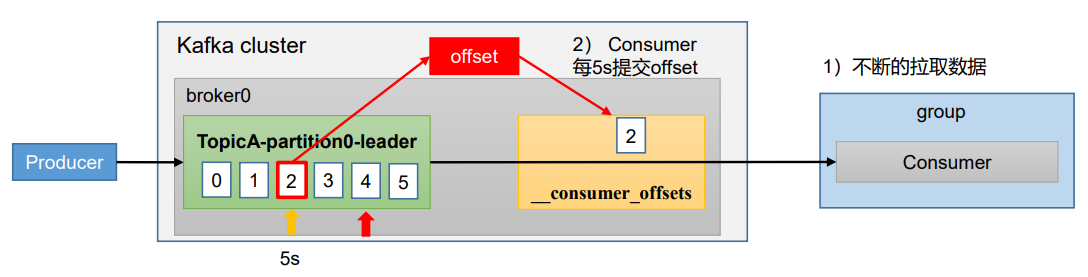 Kafka cluster
offset
2） Consumer
每5s提交offset
1）不断的拉取数据
broker0
group
TopicA-partition0-leader
2
Producer
Consumer
0 1 2 3 4 5
__consumer_offsets
5s